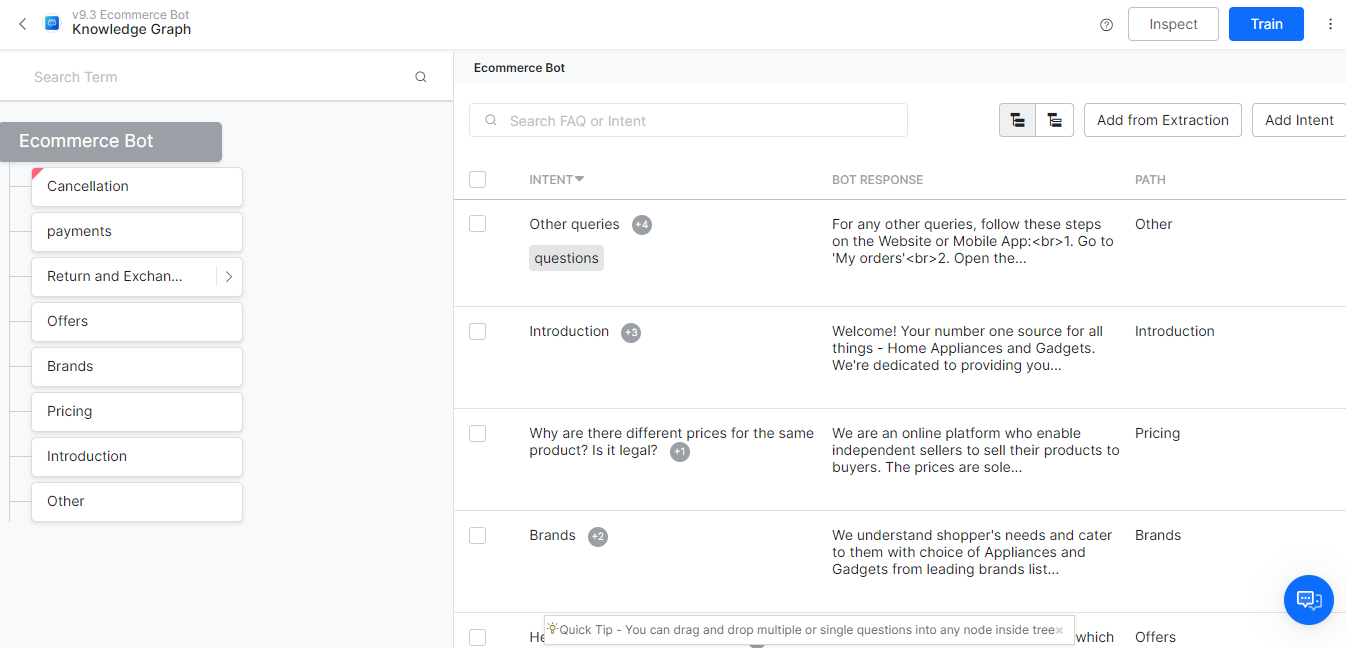 v9.3 Ecommerce Bot
Knowledge Graph
Inspect
Train
Search Term
Ecommerce Bot
Cancellation
payments
Return and Exchan...
Offers
Brands
Pricing
Introduction
Other
Ecommerce Bot
Search FAQ or Intent
Add from Extraction
Add Intent
INTENT
BOT RESPONSE
PATH
Other queries +4
questions
For any other queries, follow these steps
on the Website or Mobile App:<br>1. Go to
'My orders'<br>2. Open the...
Other
Introduction +3
Welcome! Your number one source for all
things - Home Appliances and Gadgets.
We're dedicated to providing you...
Introduction
Why are there different prices for the same
product? Is it legal? +1
We are an online platform who enable
independent sellers to sell their products to
buyers. The prices are sole...
Pricing
Brands +2
We understand shopper's needs and cater
to them with choice of Appliances and
Gadgets from leading brands list...
Brands
which
Offers
Quick Tip - You can drag and drop multiple or single questions into any node inside tree